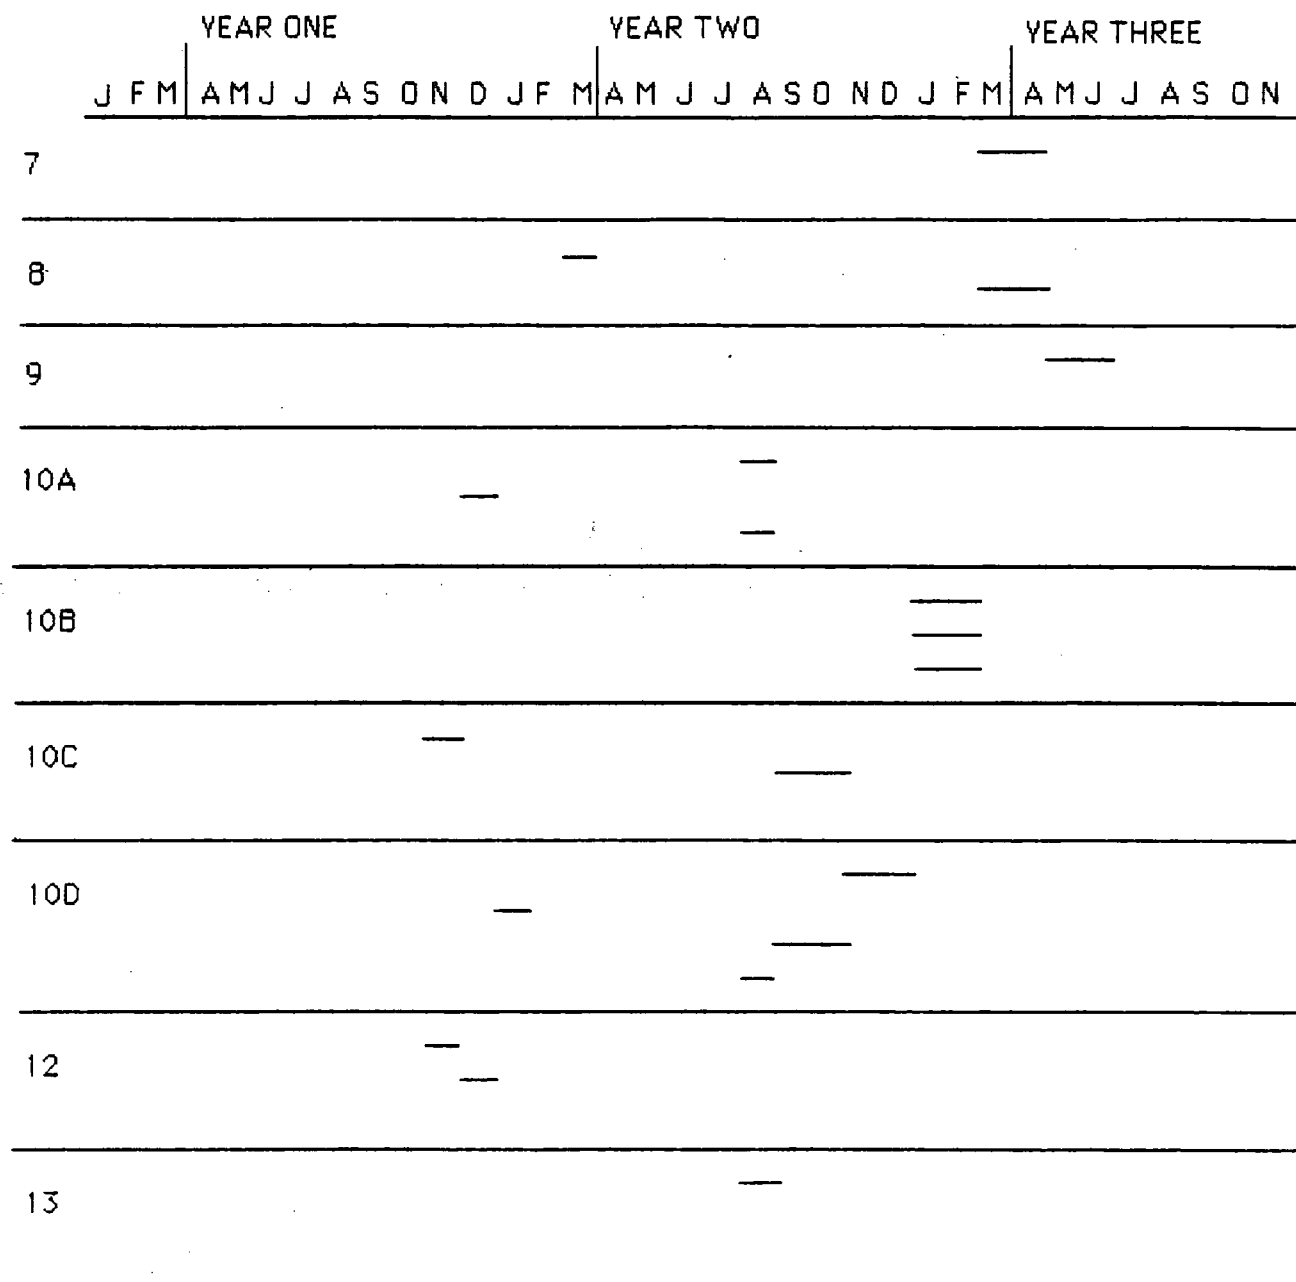 YEAR ONE YEAR TWO YEAR THREE
J F M A M J J A S O N D J F M A M J J A S O N D J F M A M J J A S O N
7
8
9
10A
10B
10C
10D
12
13